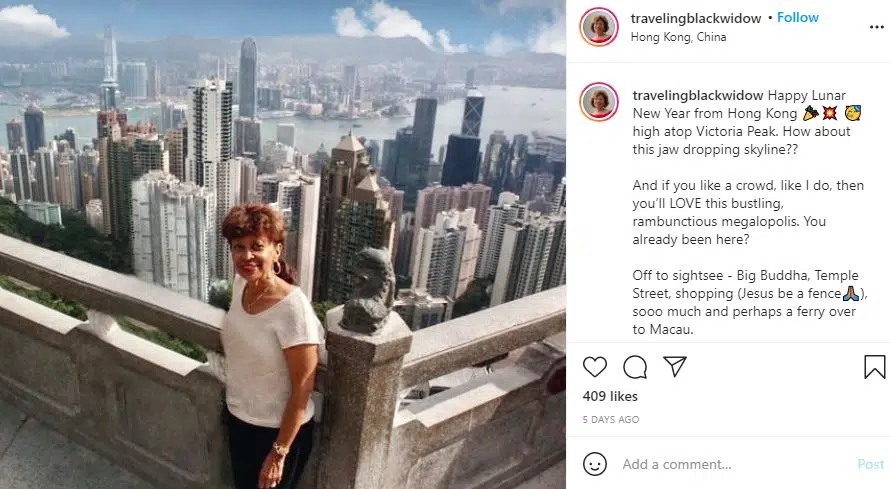 travelingblackwidow • Follow
Hong Kong, China
travelingblackwidow Happy Lunar
New Year from Hong Kong 🎉💥 🥳
high atop Victoria Peak. How about
this jaw dropping skyline??
And if you like a crowd, like I do, then
you'll LOVE this bustling,
rambunctious megalopolis. You
already been here?
Off to sightsee - Big Buddha, Temple
Street, shopping (Jesus be a fence🙏🏾),
sooo much and perhaps a ferry over
to Macau.
409 likes
5 DAYS AGO
Add a comment...
Post